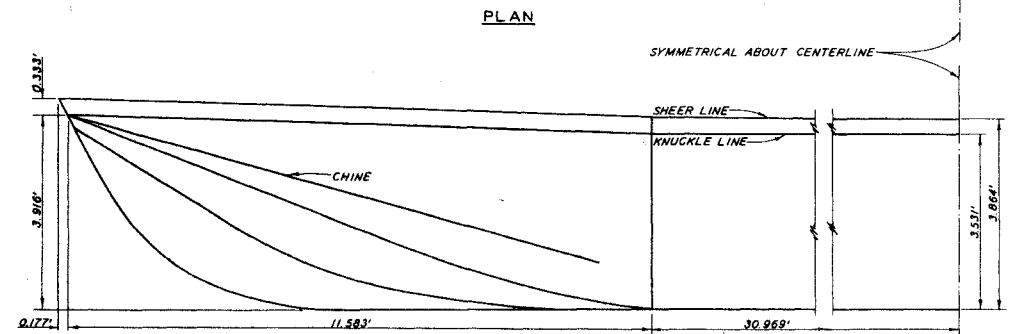 PLAN
SYMMETRICAL ABOUT CENTERLINE
0.333'
SHEER LINE
KNUCKLE LINE
CHINE
3.916'
3.531'
3.864'
0.177'
11.583'
30.969'